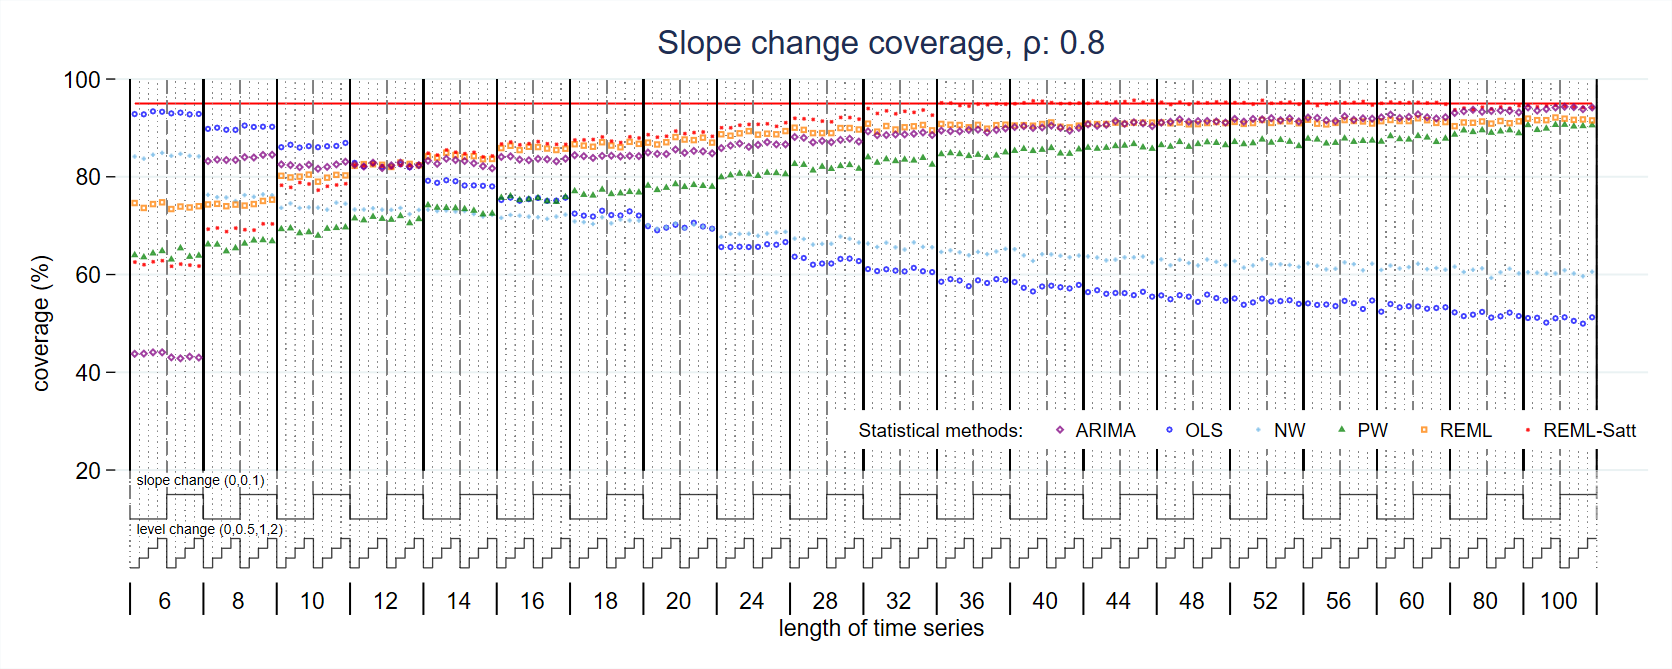 Slope change coverage, ρ: 0.8
100
80
60
40
20
coverage (%)
Statistical methods: ARIMA OLS NW PW REML REML-Satt
slope change (0,0.1)
level change (0,0.5,1,2)
6 8 10 12 14 16 18 20 24 28 32 36 40 44 48 52 56 60 80 100
length of time series